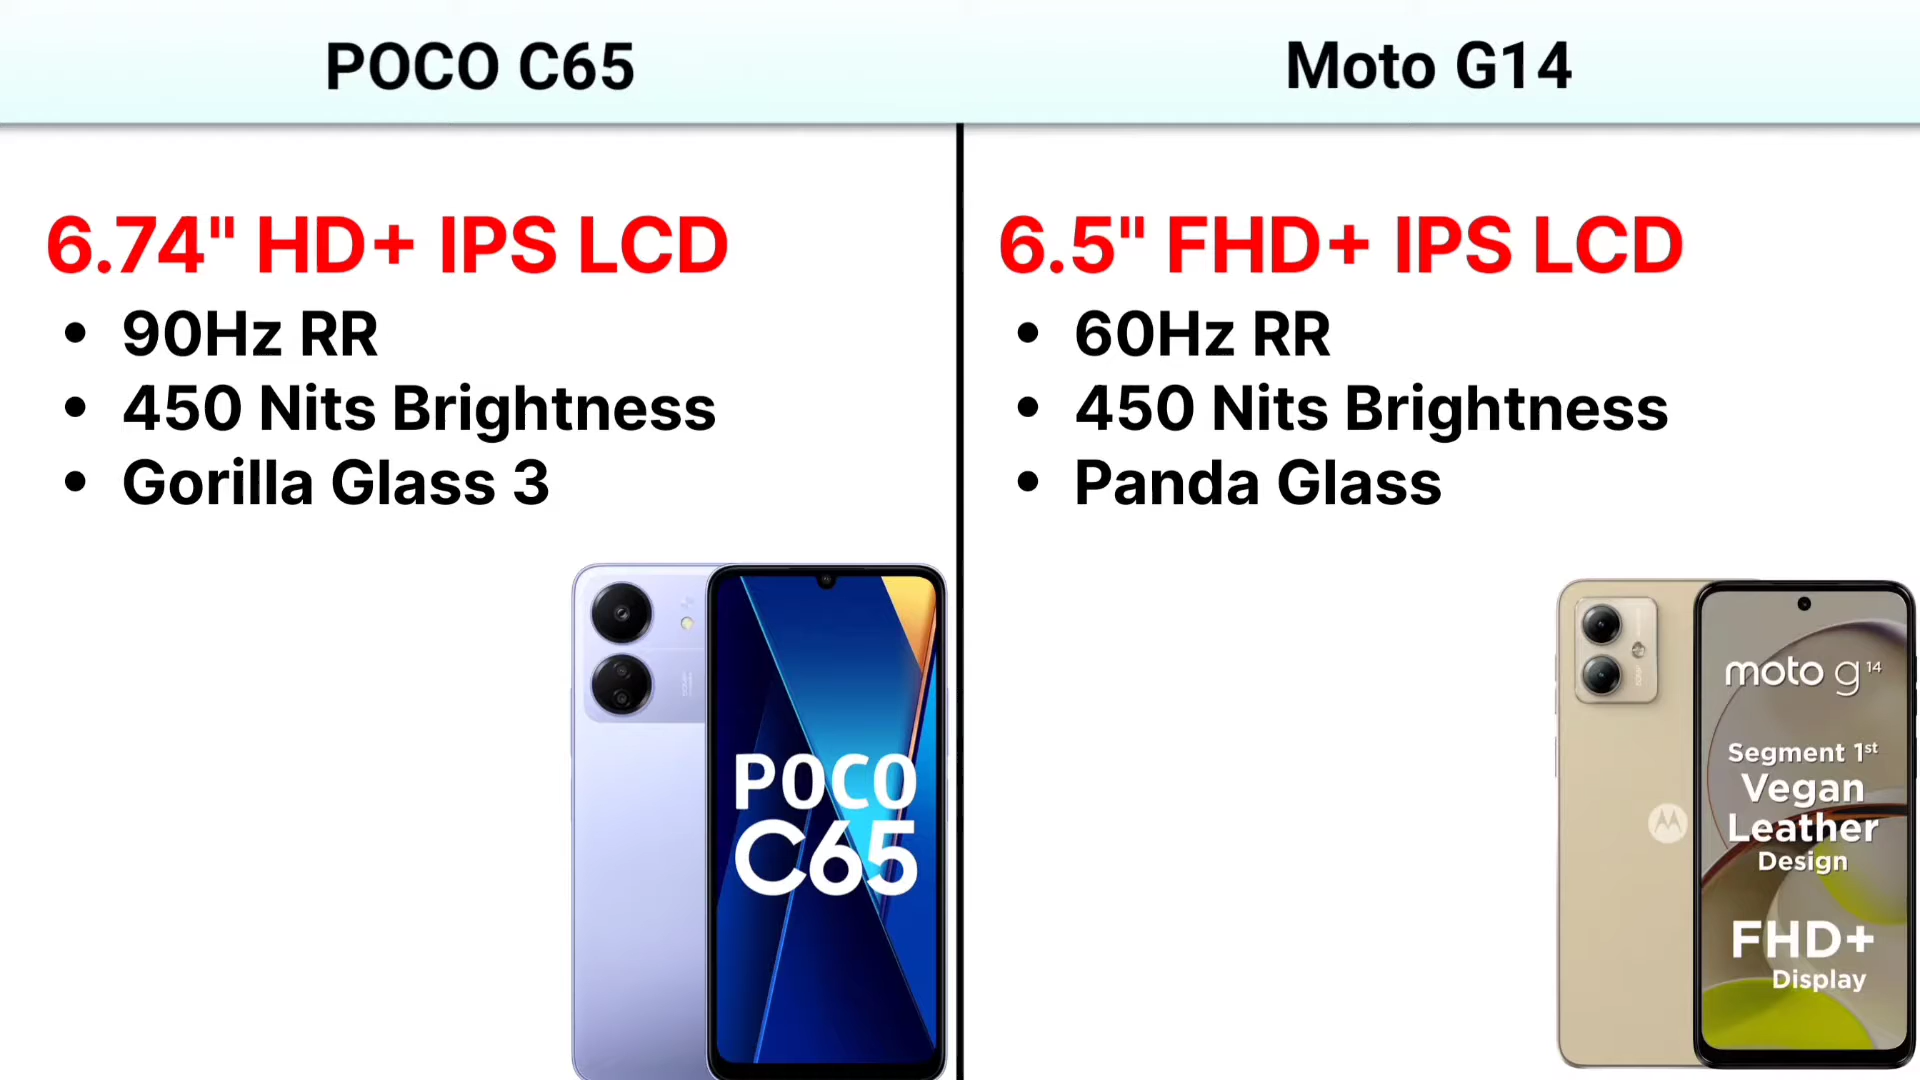 POCO C65
Moto G14
6.74" HD+ IPS LCD
• 90Hz RR
• 450 Nits Brightness
• Gorilla Glass 3
6.5" FHD+ IPS LCD
• 60Hz RR
• 450 Nits Brightness
• Panda Glass
POCO
C65
moto g14
Segment 1st
Vegan
Leather
Design
FHD+
Display